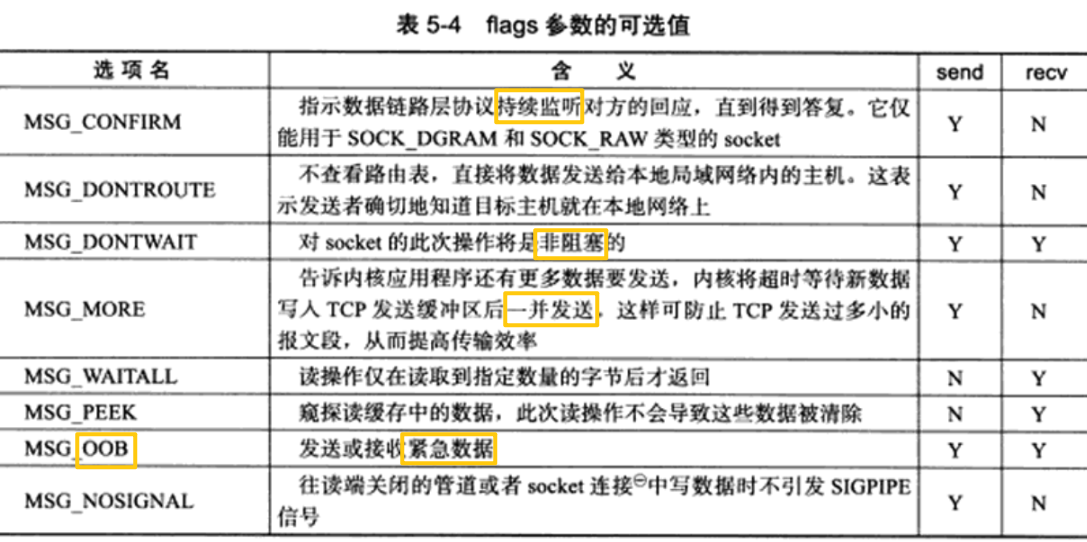 表 5-4 flags 参数的可选值
选 项 名 含 义 send recv
MSG_CONFIRM 指示数据链路层协议持续监听对方的回应，直到得到答复。它仅
能用于 SOCK_DGRAM 和 SOCK_RAW 类型的 socket Y N
MSG_DONTROUTE 不查看路由表，直接将数据发送给本地局域网络内的主机。这表
示发送者确切地知道目标主机就在本地网络上 Y N
MSG_DONTWAIT 对 socket 的此次操作将是非阻塞的 Y Y
告诉内核应用程序还有更多数据要发送，内核将超时等待新数据
MSG_MORE 写入 TCP 发送缓冲区后一并发送。这样可防止 TCP 发送过多小的 Y N
报文段，从而提高传输效率
MSG_WAITALL 读操作仅在读取到指定数量的字节后才返回 N Y
MSG_PEEK 窥探读缓存中的数据，此次读操作不会导致这些数据被清除 N Y
MSG_OOB 发送或接收紧急数据 Y Y
MSG_NOSIGNAL 往读端关闭的管道或者 socket 连接㊀中写数据时不引发 SIGPIPE
信号 Y N